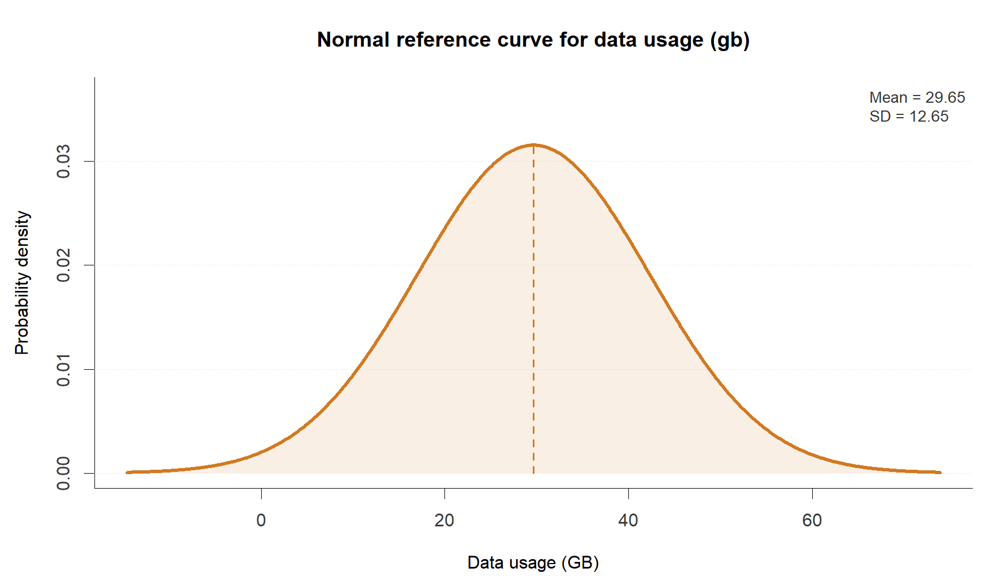 Normal reference curve for data usage (gb)
Mean = 29.65
SD = 12.65
Probability density
0.03
0.02
0.01
0.00
0
20
40
60
Data usage (GB)